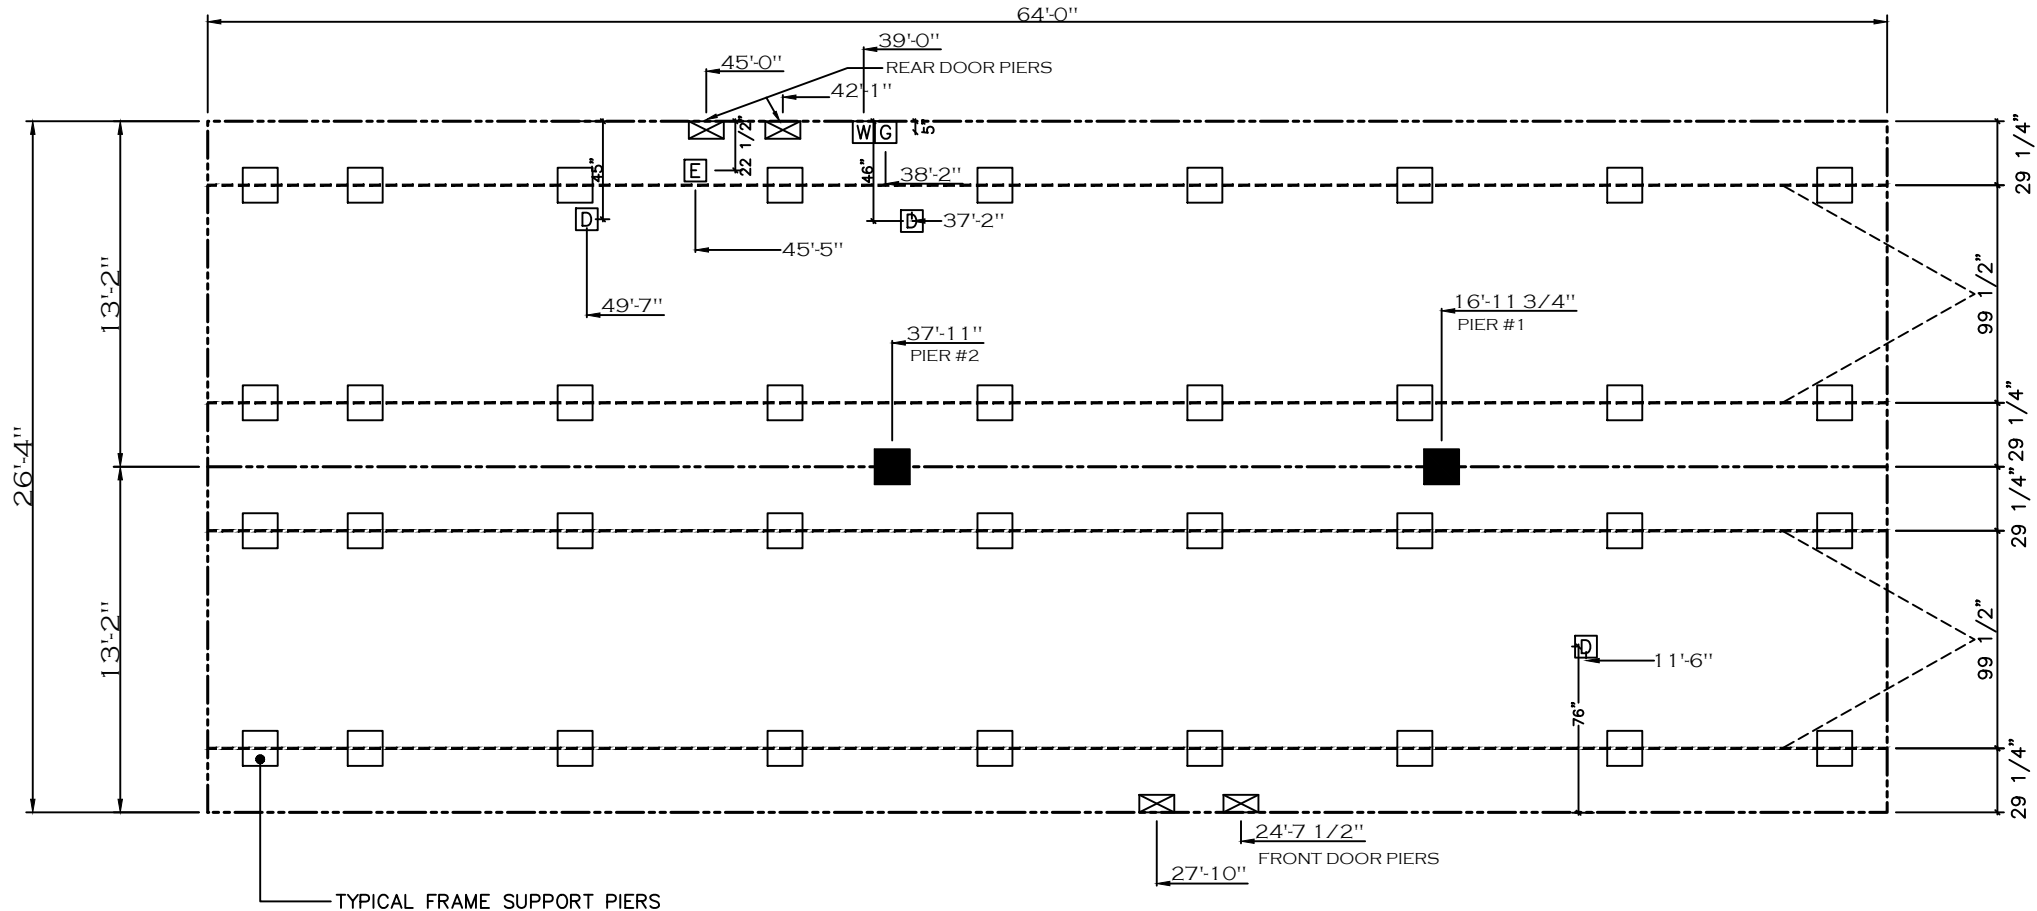 64'-0"
39'-0"
45'-0"
REAR DOOR PIERS
42'-1"
W G
5"
22 1/2"
29 1/4"
45"
E
46"
38'-2"
D
D
37'-2"
45'-5"
13'-2"
99 1/2"
49'-7"
16'-11 3/4"
PIER #1
37'-11"
PIER #2
29 1/4"
26'-4"
29 1/4"
13'-2"
D
11'-6"
99 1/2"
76"
29 1/4"
24'-7 1/2"
FRONT DOOR PIERS
27'-10"
TYPICAL FRAME SUPPORT PIERS